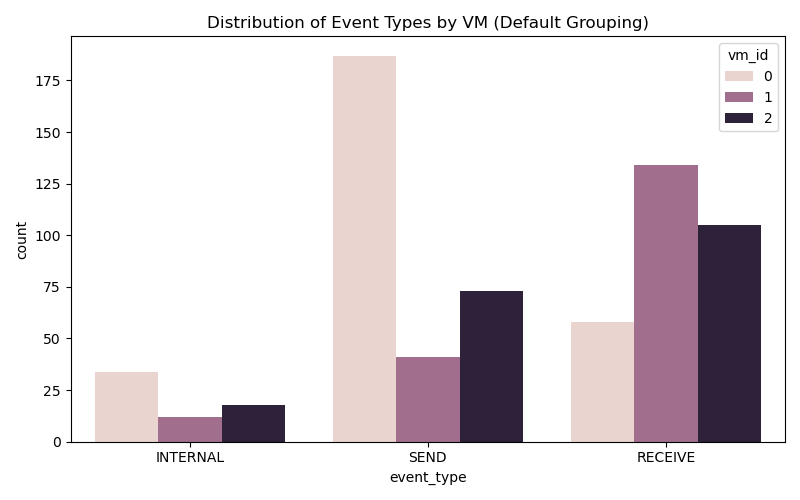 Distribution of Event Types by VM (Default Grouping)
vm_id
0
1
2
175
150
125
100
75
50
25
0
count
INTERNAL SEND RECEIVE
event_type